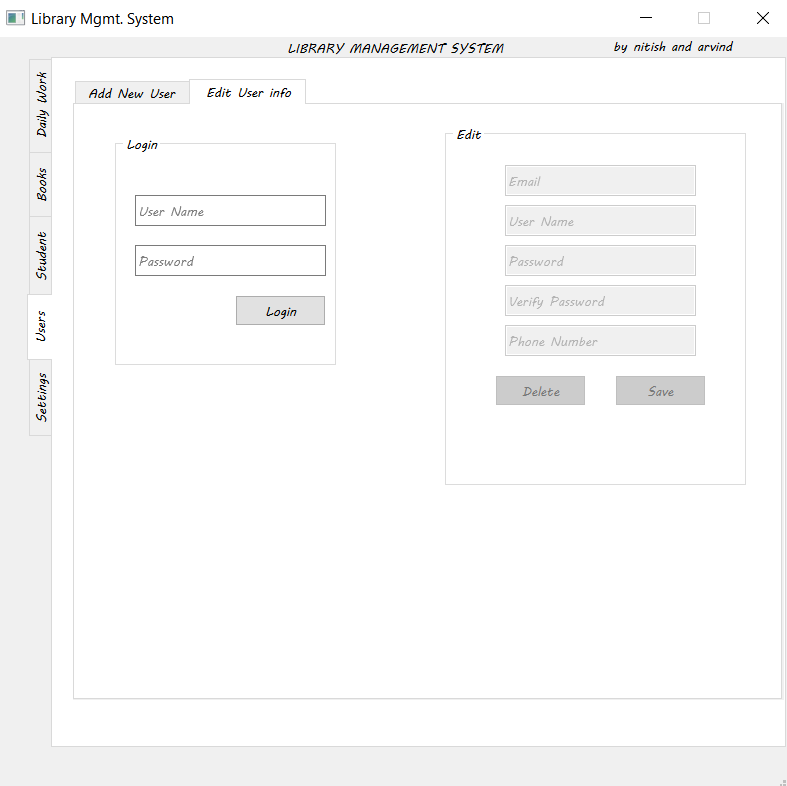 Library Mgmt. System
LIBRARY MANAGEMENT SYSTEM
by nitish and arvind
Daily Work
Books
Student
Users
Settings
Add New User
Edit User info
Login
User Name
Password
Login
Edit
Email
User Name
Password
Verify Password
Phone Number
Delete
Save